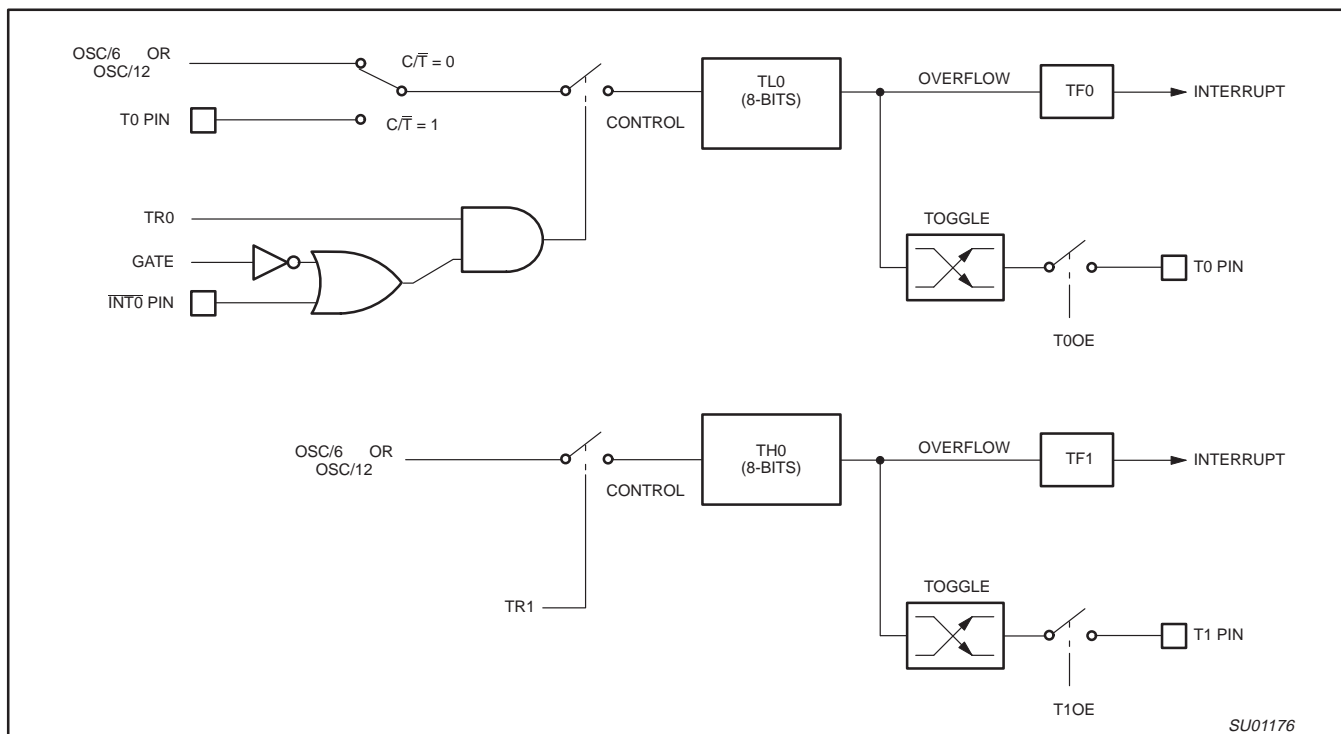 OSC/6 OR
OSC/12
C/T̅ = 0
T0 PIN
C/T̅ = 1
CONTROL
TL0
(8-BITS)
OVERFLOW
TF0
INTERRUPT
TR0
GATE
I̅N̅T̅0̅ PIN
TOGGLE
T0 PIN
T0OE
OSC/6 OR
OSC/12
CONTROL
TH0
(8-BITS)
OVERFLOW
TF1
INTERRUPT
TR1
TOGGLE
T1 PIN
T1OE
SU01176